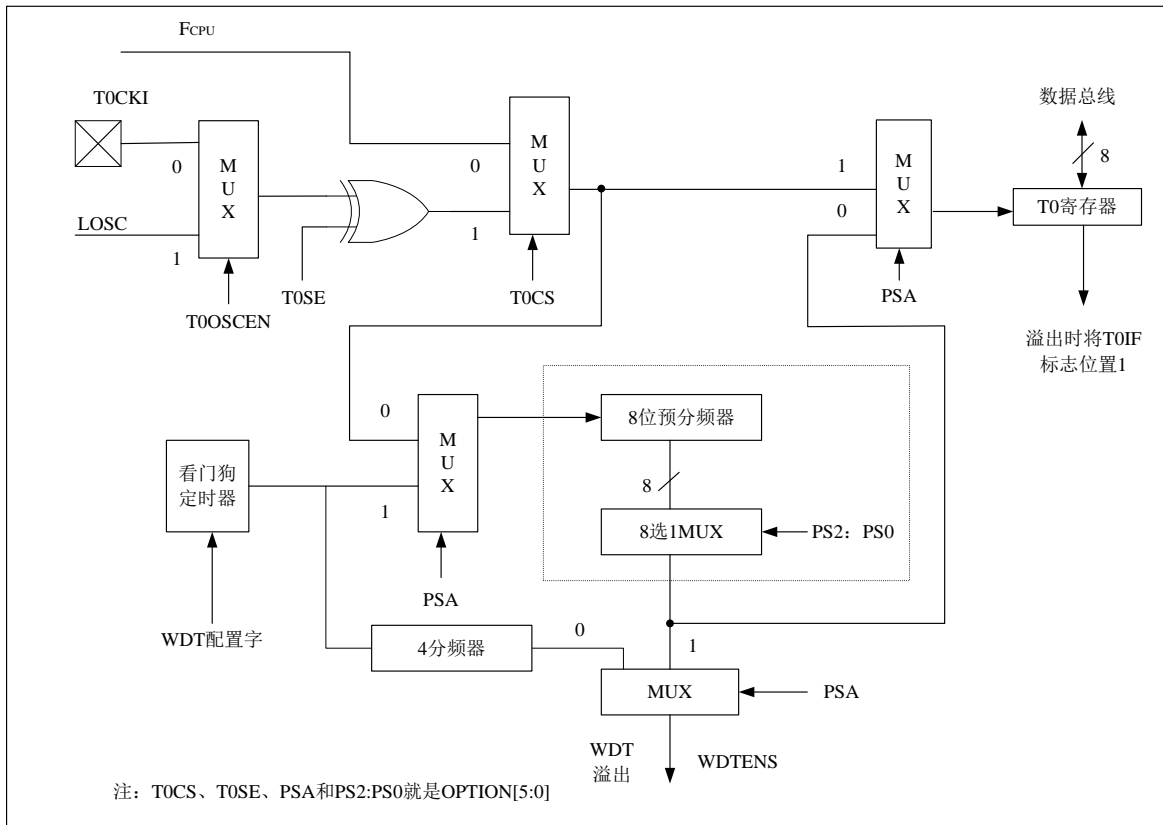 FCPU
T0CKI
0
LOSC
1
MUX
T0OSCEN
T0SE
0
1
MUX
T0CS
1
0
MUX
PSA
数据总线
8
T0寄存器
溢出时将T0IF
标志位置1
看门狗
定时器
WDT配置字
0
1
MUX
PSA
8位预分频器
8
8选1MUX
PS2：PS0
4分频器
0
1
MUX
PSA
WDT
溢出
WDTENS
注：T0CS、T0SE、PSA和PS2:PS0就是OPTION[5:0]